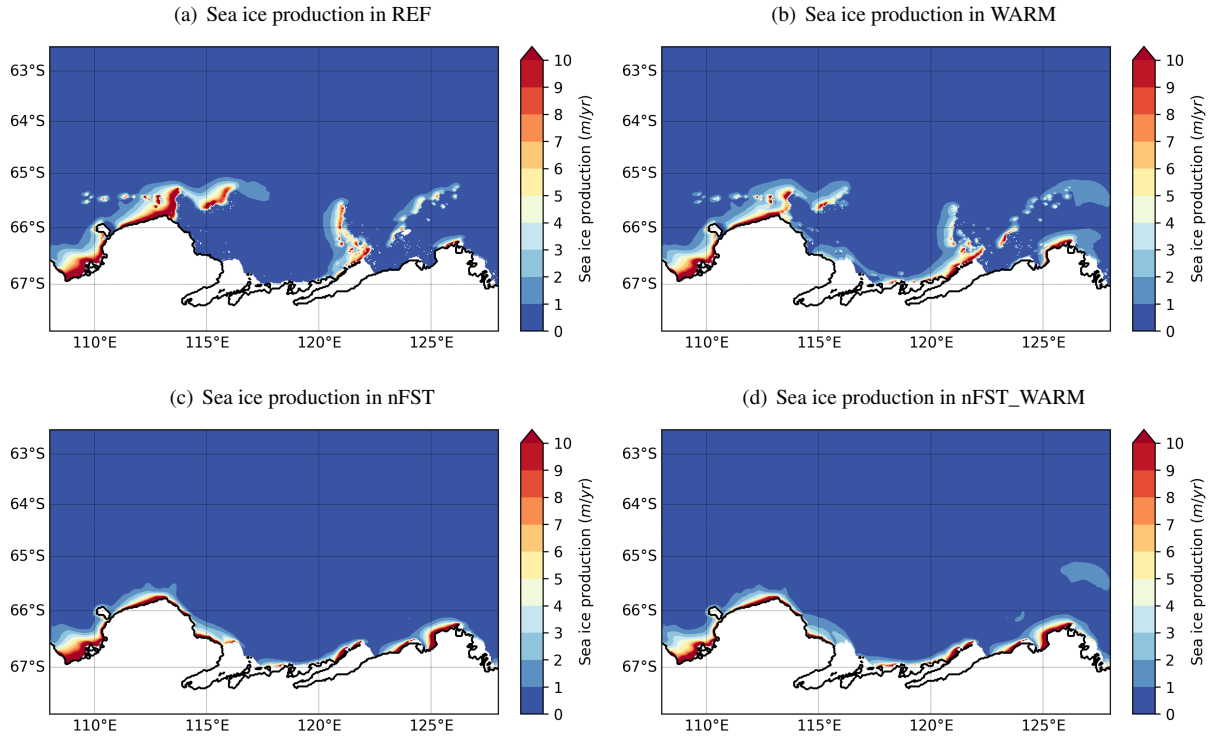 (a) Sea ice production in REF
(b) Sea ice production in WARM
63°S
64°S
65°S
66°S
67°S
110°E
115°E
120°E
125°E
10
9
8
7
6
5
4
3
2
1
0
Sea ice production (m/yr)
63°S
64°S
65°S
66°S
67°S
110°E
115°E
120°E
125°E
10
9
8
7
6
5
4
3
2
1
0
Sea ice production (m/yr)
(c) Sea ice production in nFST
(d) Sea ice production in nFST_WARM
63°S
64°S
65°S
66°S
67°S
110°E
115°E
120°E
125°E
10
9
8
7
6
5
4
3
2
1
0
Sea ice production (m/yr)
63°S
64°S
65°S
66°S
67°S
110°E
115°E
120°E
125°E
10
9
8
7
6
5
4
3
2
1
0
Sea ice production (m/yr)